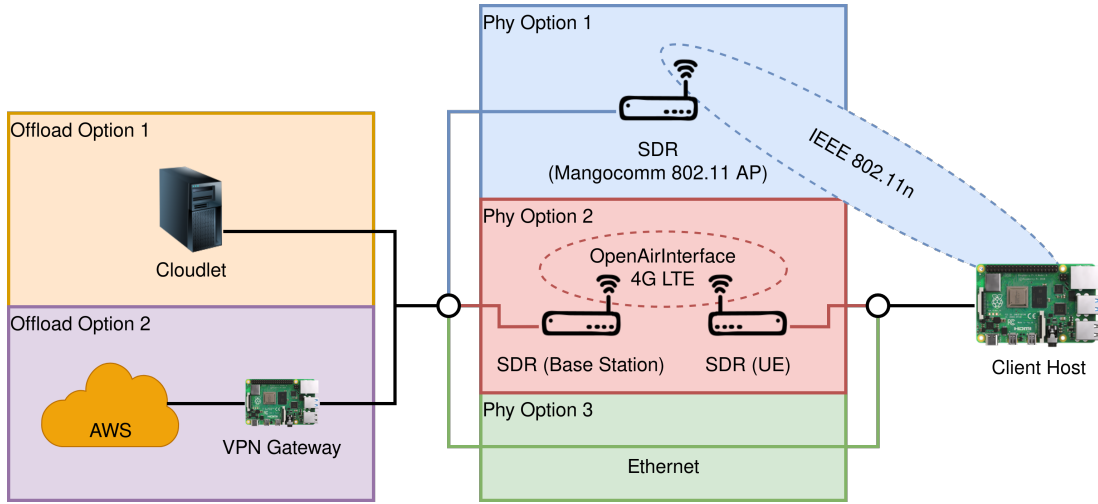 Phy Option 1
SDR
(Mangocomm 802.11 AP)
IEEE 802.11n
Offload Option 1
Cloudlet
Phy Option 2
OpenAirInterface
4G LTE
SDR (Base Station)
SDR (UE)
Client Host
Offload Option 2
AWS
VPN Gateway
Phy Option 3
Ethernet